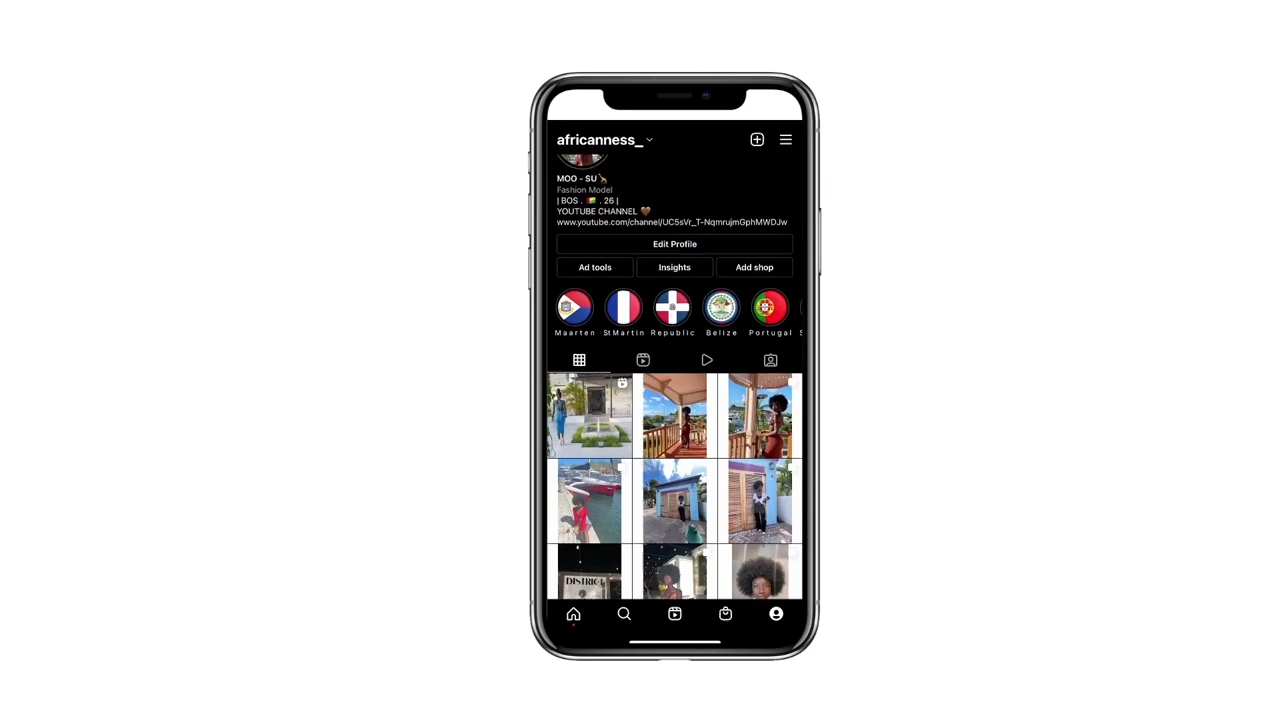 africanness_
MOO - SU🦒
Fashion Model
| BOS . 🇬🇳 . 26 |
YOUTUBE CHANNEL 🤎
www.youtube.com/channel/UC5sVr_T-NqmrujmGphMWDJw
Edit Profile
Ad tools Insights Add shop
Maarten StMartin Republic Belize Portugal S
DISTRICT